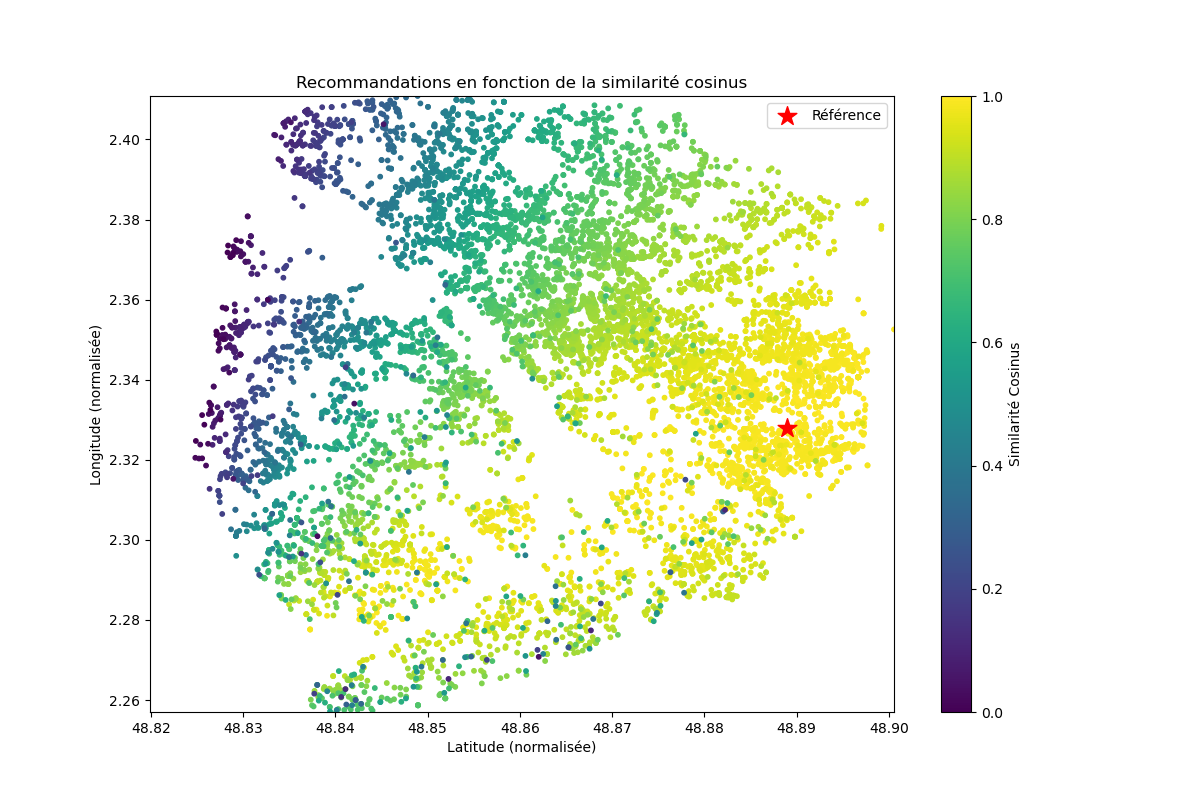 Recommandations en fonction de la similarité cosinus
Référence
Longitude (normalisée)
2.40
2.38
2.36
2.34
2.32
2.30
2.28
2.26
48.82 48.83 48.84 48.85 48.86 48.87 48.88 48.89 48.90
Latitude (normalisée)
1.0
0.8
0.6
0.4
0.2
0.0
Similarité Cosinus